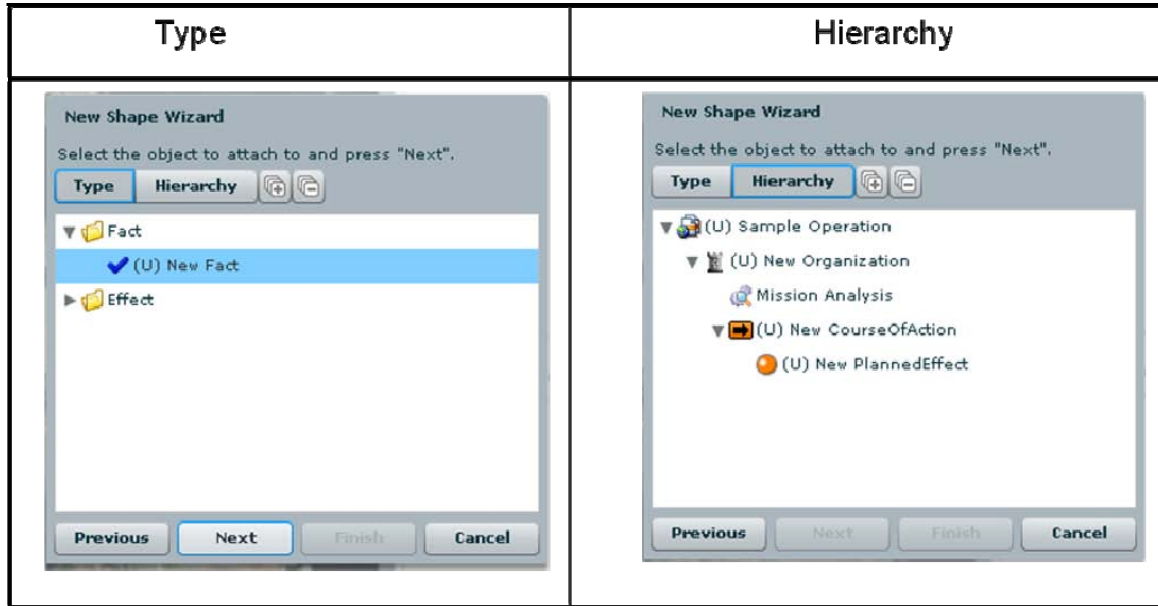 Type
Hierarchy
New Shape Wizard
Select the object to attach to and press "Next".
Type Hierarchy
Fact
(U) New Fact
Effect
Previous Next Finish Cancel
New Shape Wizard
Select the object to attach to and press "Next".
Type Hierarchy
(U) Sample Operation
(U) New Organization
Mission Analysis
(U) New CourseOfAction
(U) New PlannedEffect
Previous Next Finish Cancel